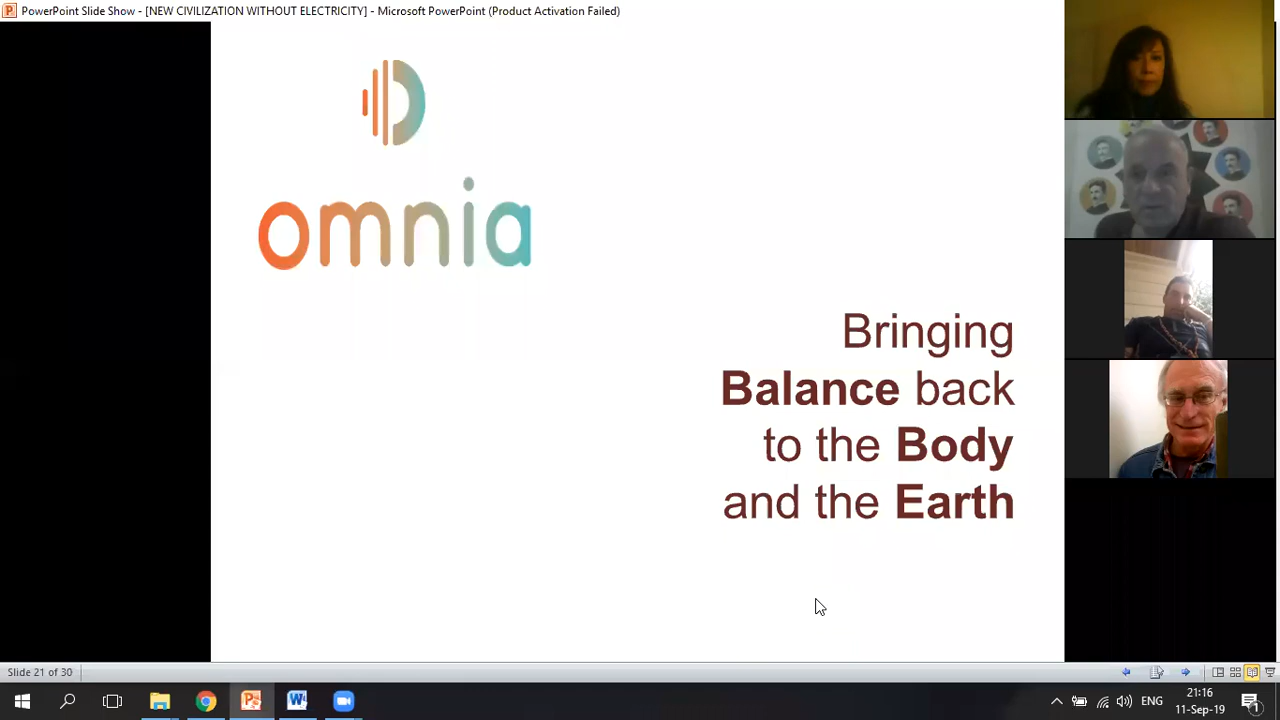 PowerPoint Slide Show - [NEW CIVILIZATION WITHOUT ELECTRICITY] - Microsoft PowerPoint (Product Activation Failed)
omnia
Bringing
Balance back
to the Body
and the Earth
Slide 21 of 30
ENG
21:16
11-Sep-19
1